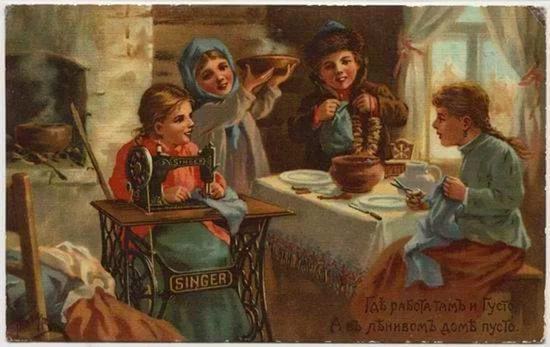 SINGER
SINGER
Гдѣ работа тамъ и густо,
А въ лѣнивомъ домѣ пусто.